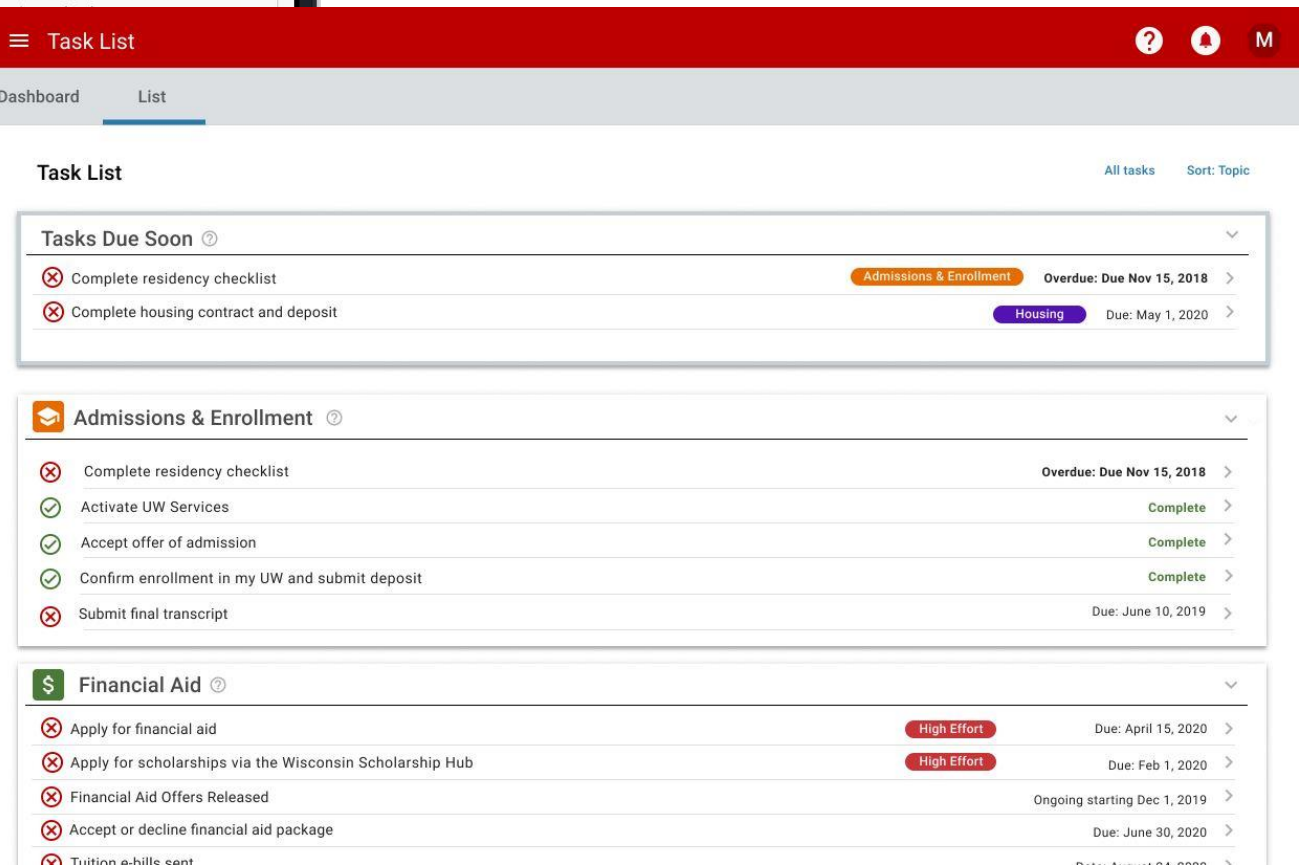 Task List
M
Dashboard List
Task List
All tasks Sort: Topic
Tasks Due Soon
Complete residency checklist Admissions & Enrollment Overdue: Due Nov 15, 2018
Complete housing contract and deposit Housing Due: May 1, 2020
Admissions & Enrollment
Complete residency checklist Overdue: Due Nov 15, 2018
Activate UW Services Complete
Accept offer of admission Complete
Confirm enrollment in my UW and submit deposit Complete
Submit final transcript Due: June 10, 2019
$ Financial Aid
Apply for financial aid High Effort Due: April 15, 2020
Apply for scholarships via the Wisconsin Scholarship Hub High Effort Due: Feb 1, 2020
Financial Aid Offers Released Ongoing starting Dec 1, 2019
Accept or decline financial aid package Due: June 30, 2020
Tuition e-bills sent